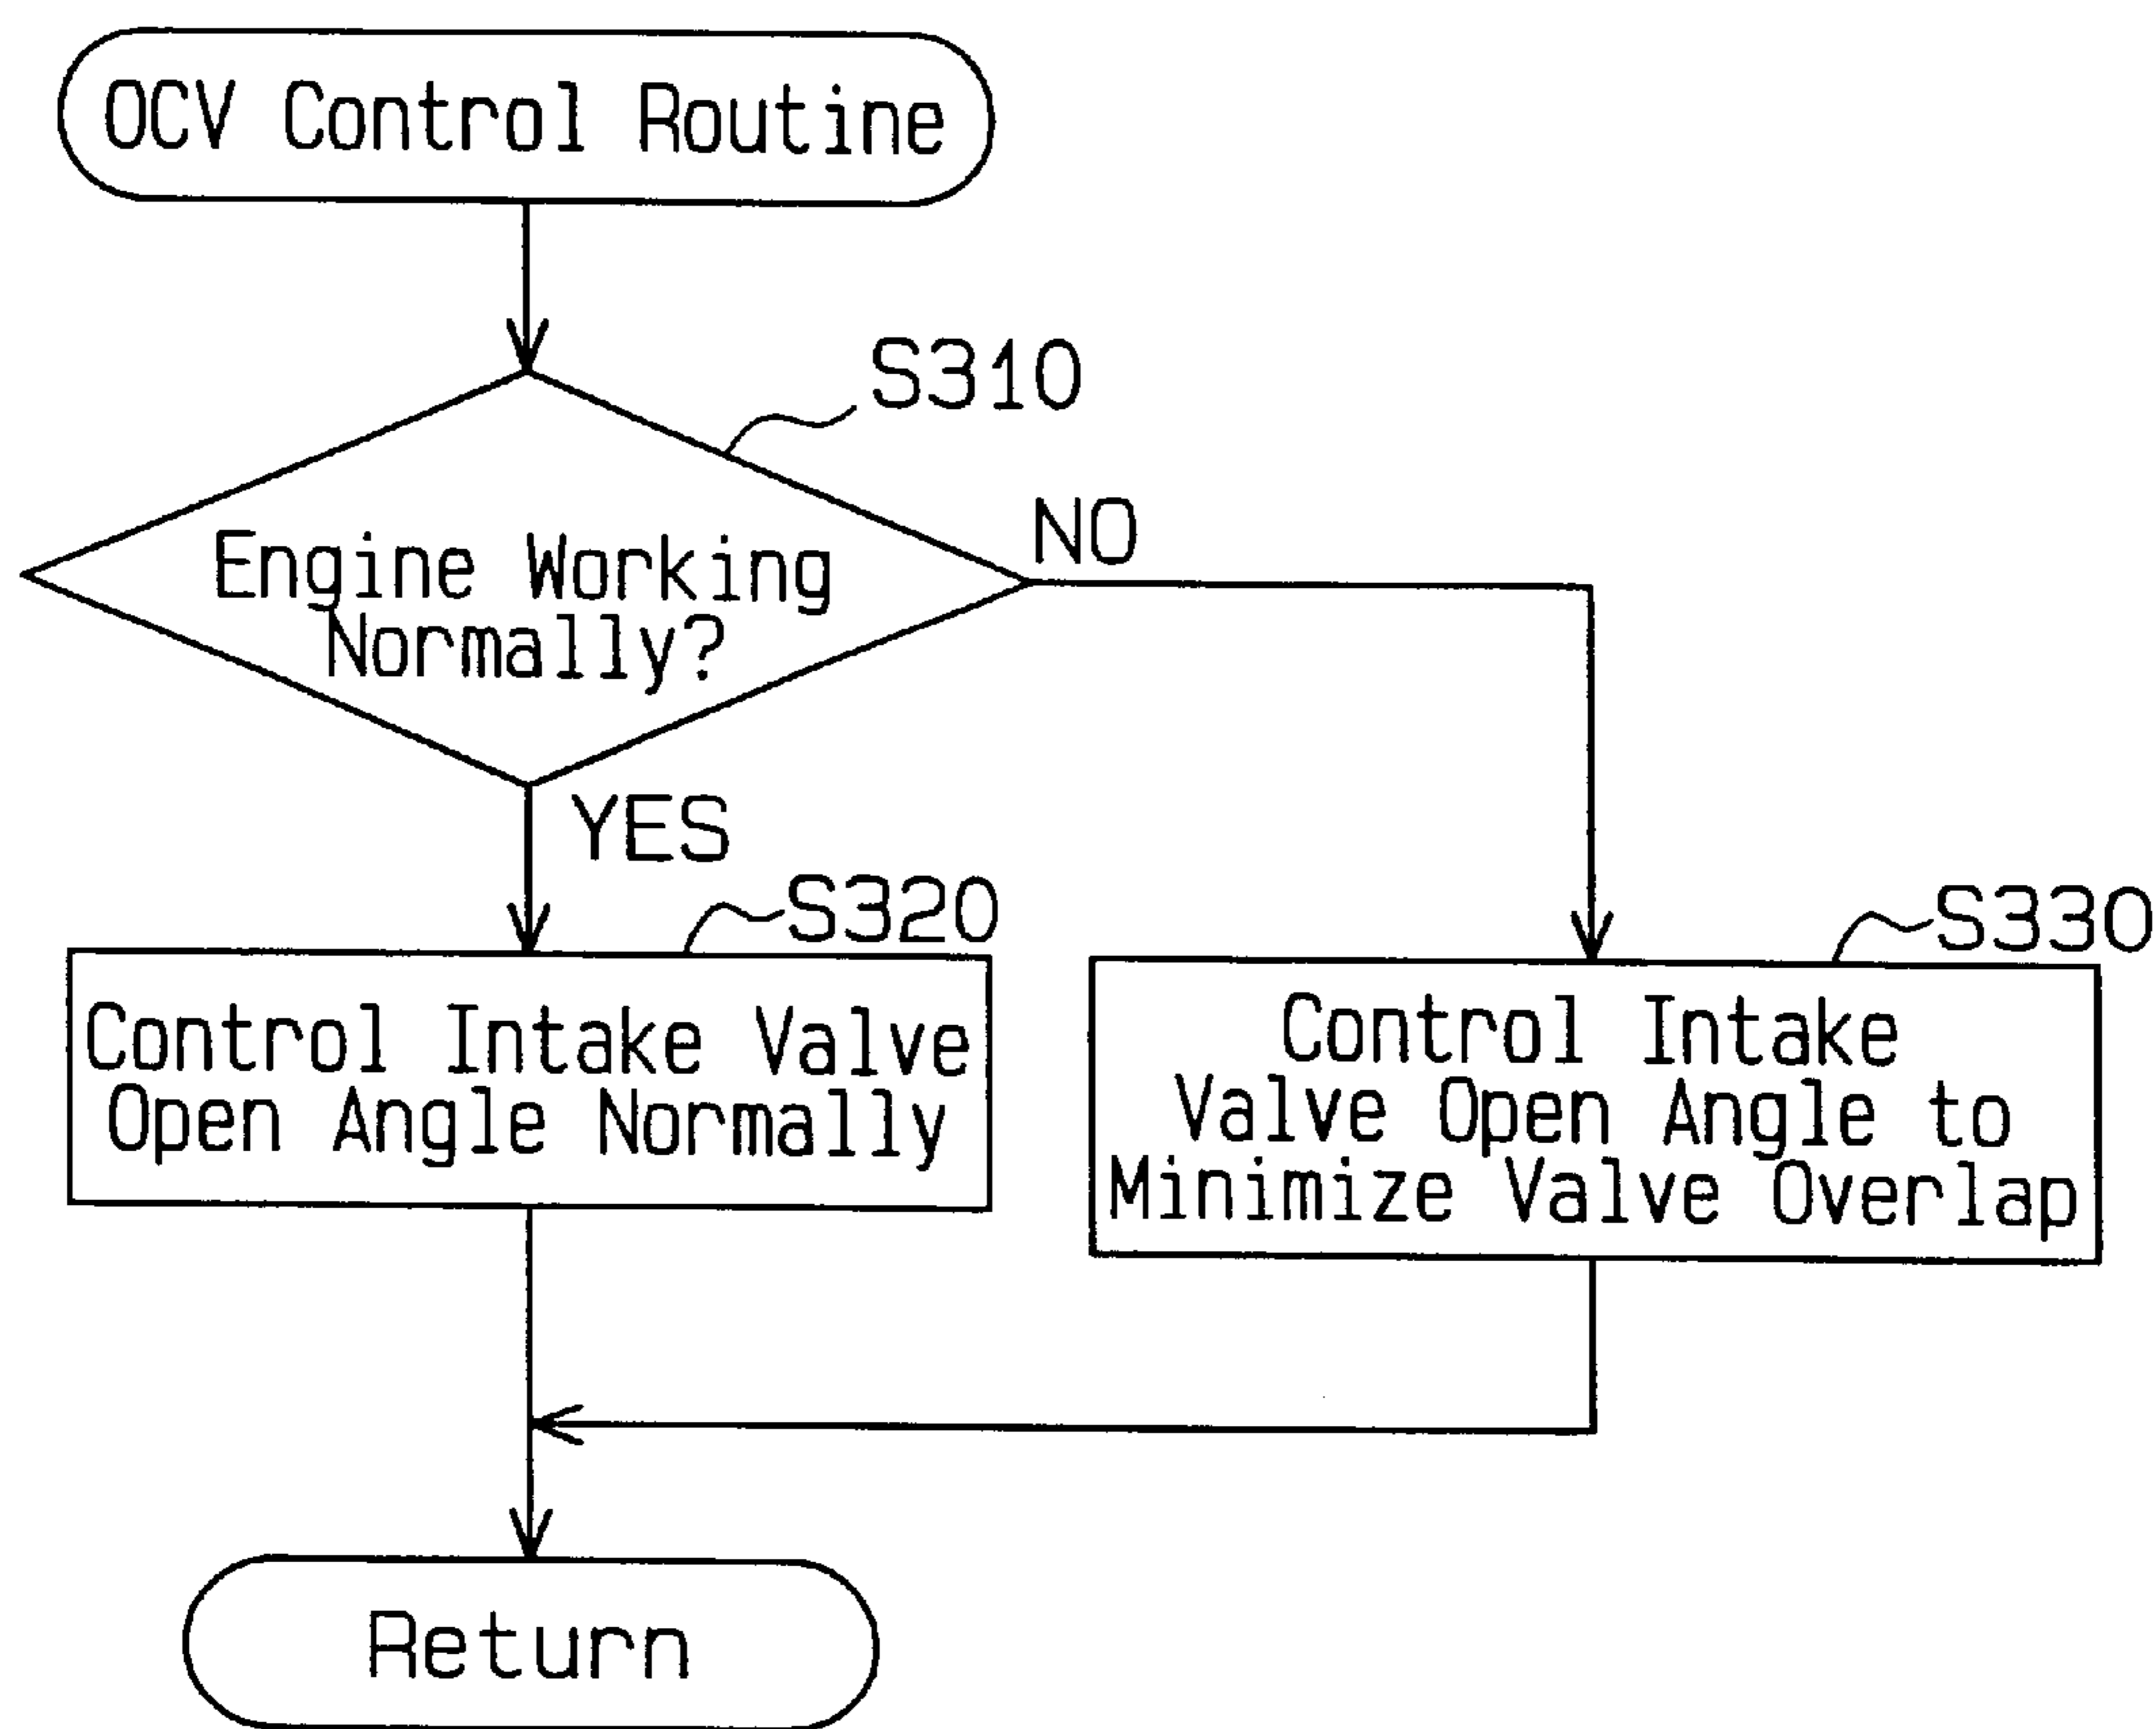 OCV Control Routine
S310
Engine Working
Normally?
NO
YES
S320
Control Intake Valve
Open Angle Normally
S330
Control Intake
Valve Open Angle to
Minimize Valve Overlap
Return